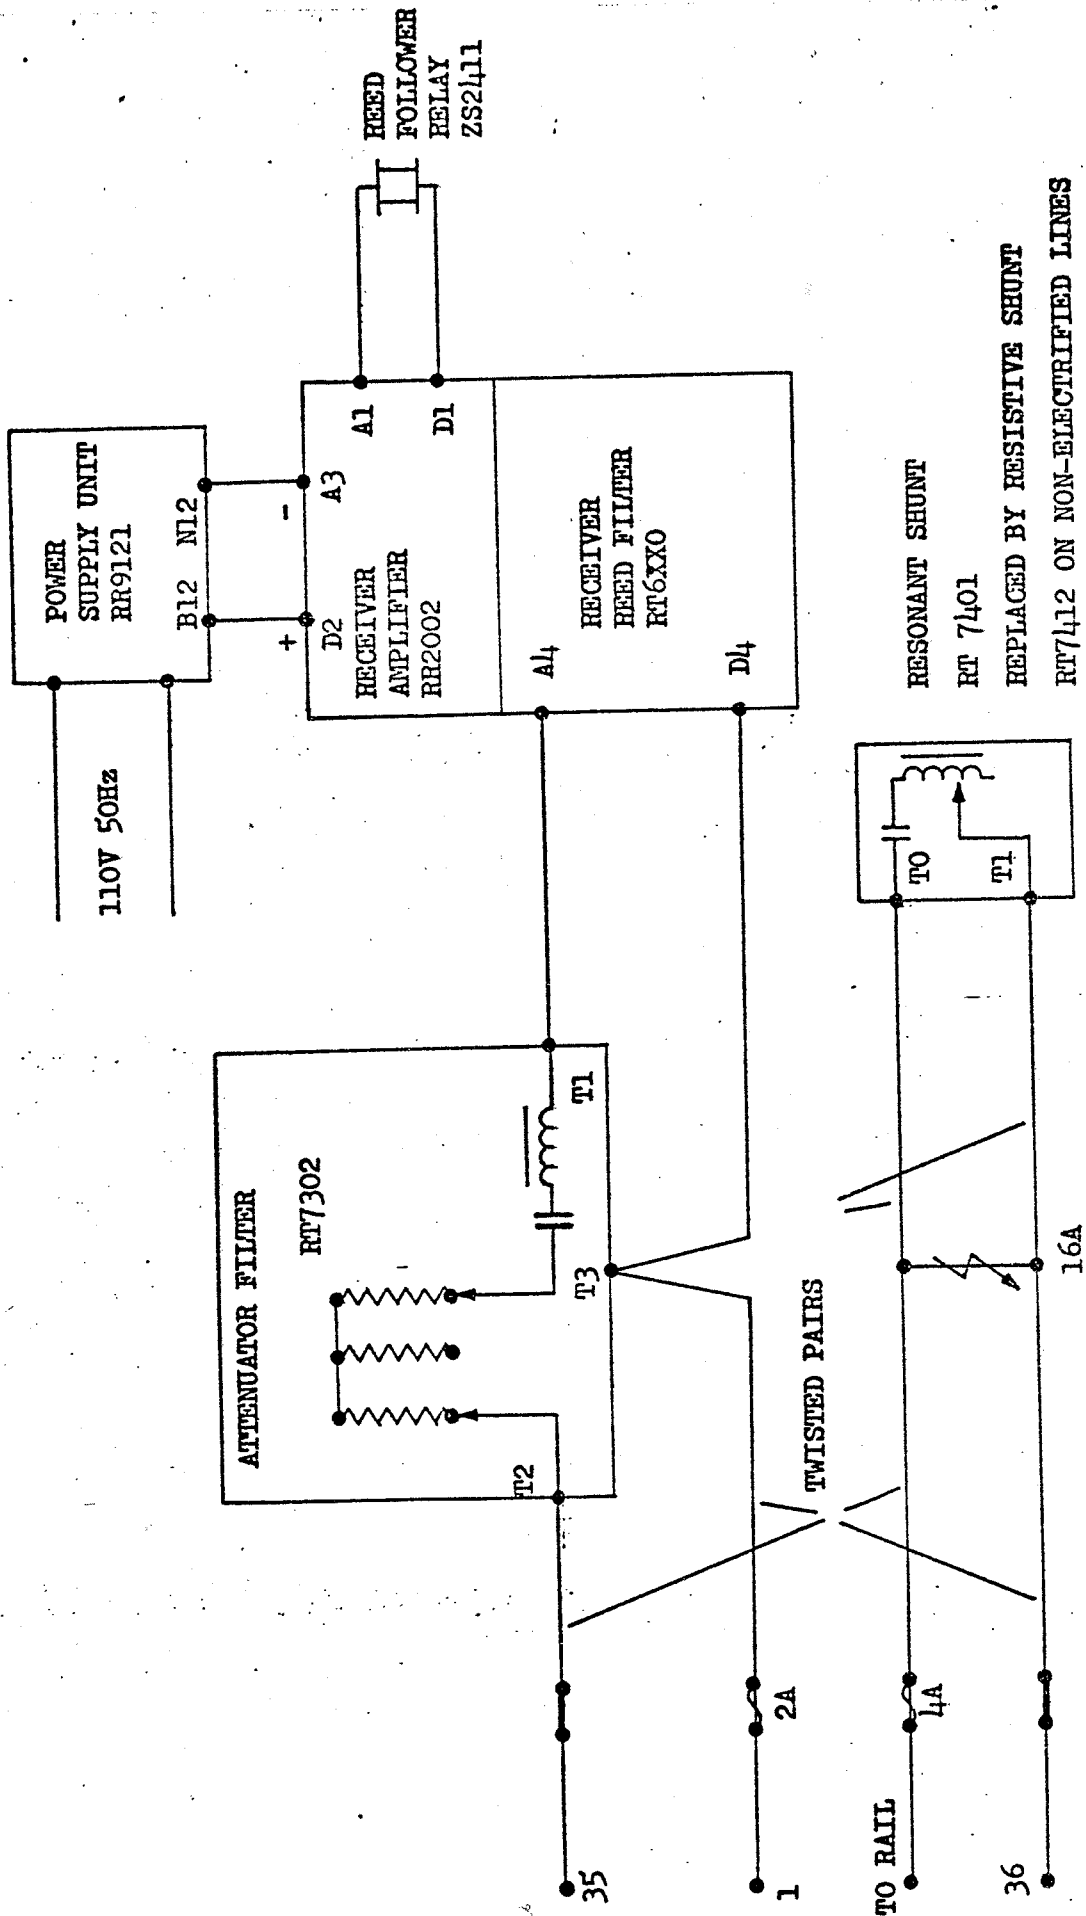 POWER
SUPPLY UNIT
RR9121
B12 N12
110V 50Hz
+
-
D2
A3
RECEIVER
AMPLIFIER
RR2002
A1
D1
REED
FOLLOWER
RELAY
ZS2411
A4
RECEIVER
REED FILTER
RT6XXO
D4
ATTENUATOR FILTER
RT7302
T2
T3
T1
TWISTED PAIRS
35
1
2A
TO RAIL
4A
36
16A
TO
T1
RESONANT SHUNT
RT 7401
REPLACED BY RESISTIVE SHUNT
RT7412 ON NON-ELECTRIFIED LINES